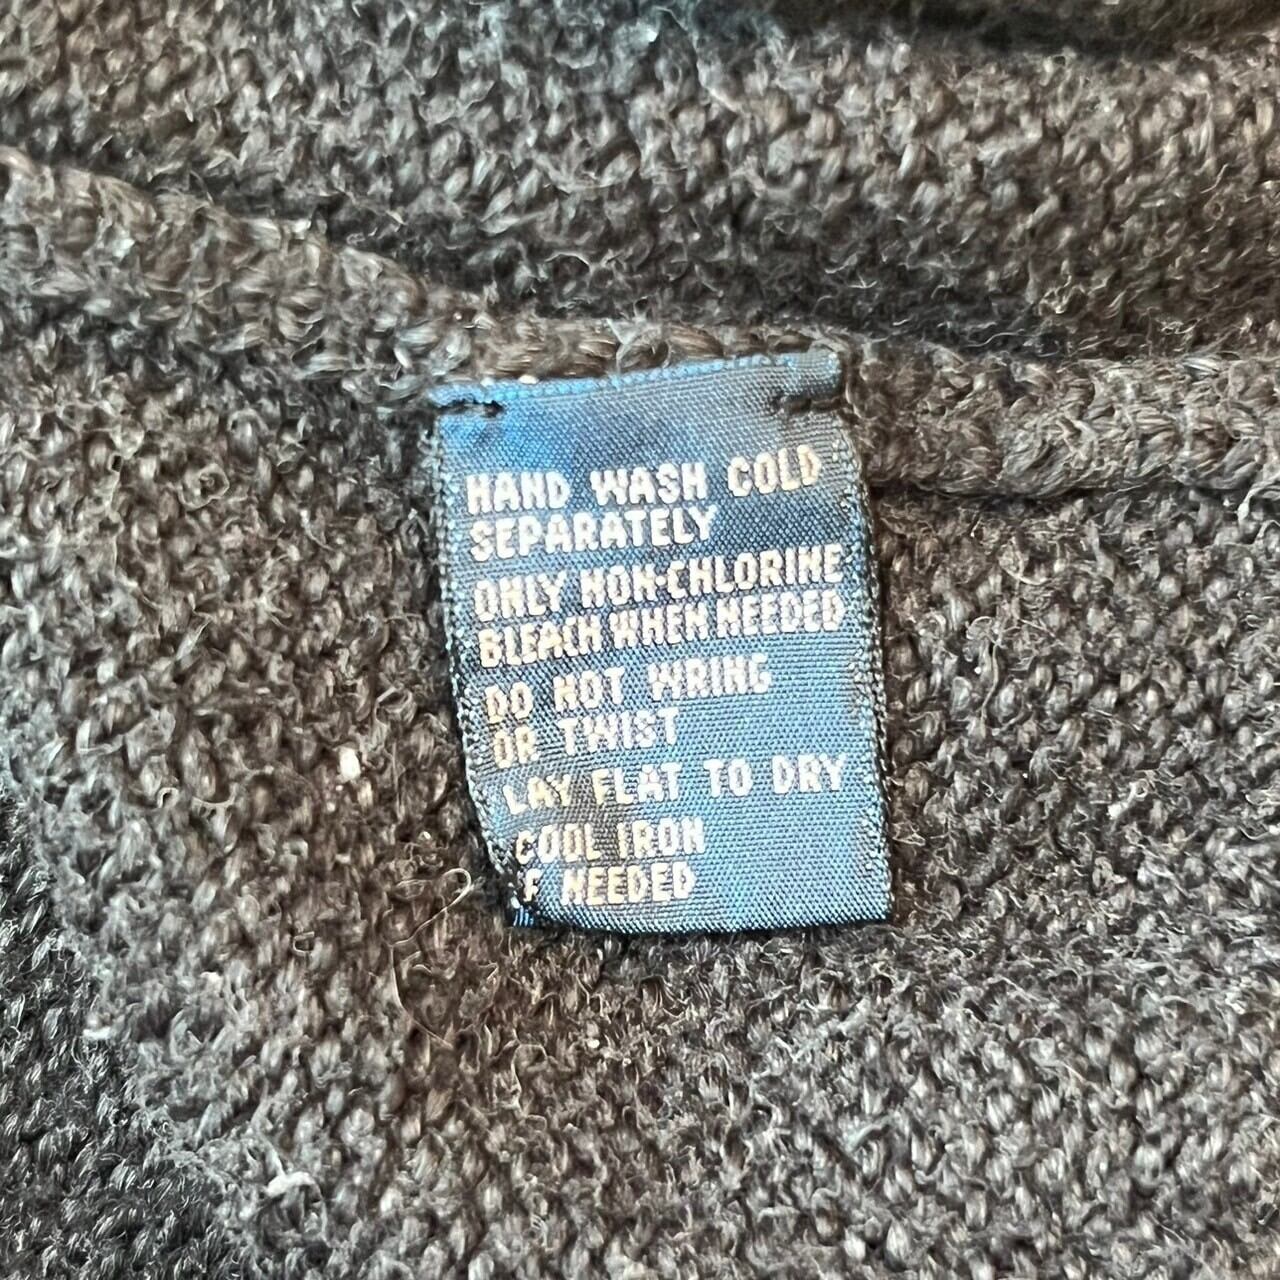 HAND WASH COLD
SEPARATELY
ONLY NON-CHLORINE
BLEACH WHEN NEEDED
DO NOT WRING
OR TWIST
LAY FLAT TO DRY
COOL IRON
F NEEDED